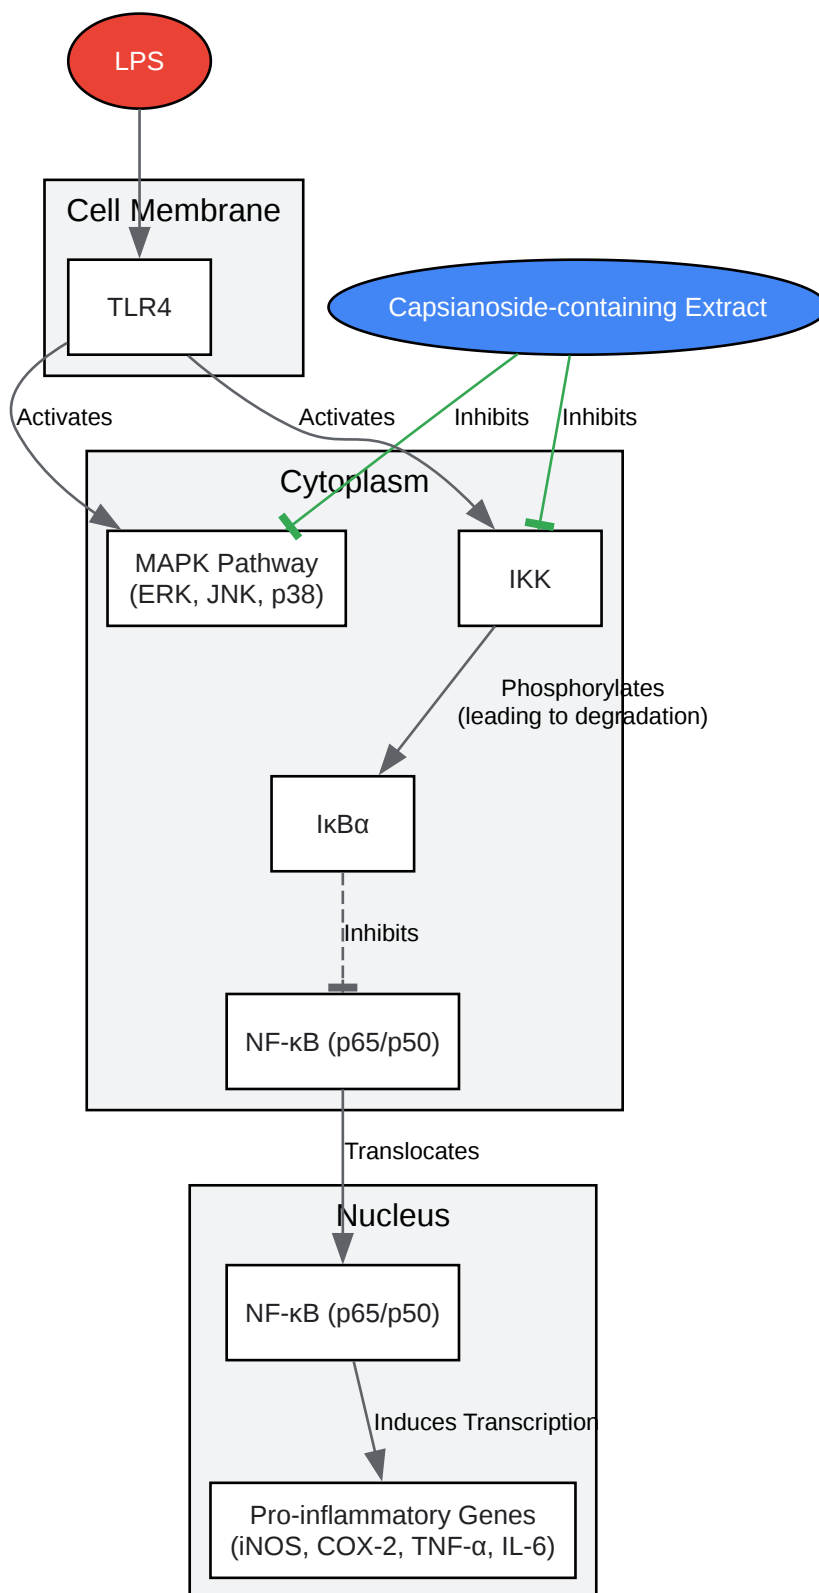 LPS
Cell Membrane
TLR4
Capsianoside-containing Extract
Activates
Activates
Inhibits
Inhibits
Cytoplasm
MAPK Pathway
(ERK, JNK, p38)
IKK
Phosphorylates
(leading to degradation)
IκBα
Inhibits
NF-κB (p65/p50)
Translocates
Nucleus
NF-κB (p65/p50)
Induces Transcription
Pro-inflammatory Genes
(iNOS, COX-2, TNF-α, IL-6)